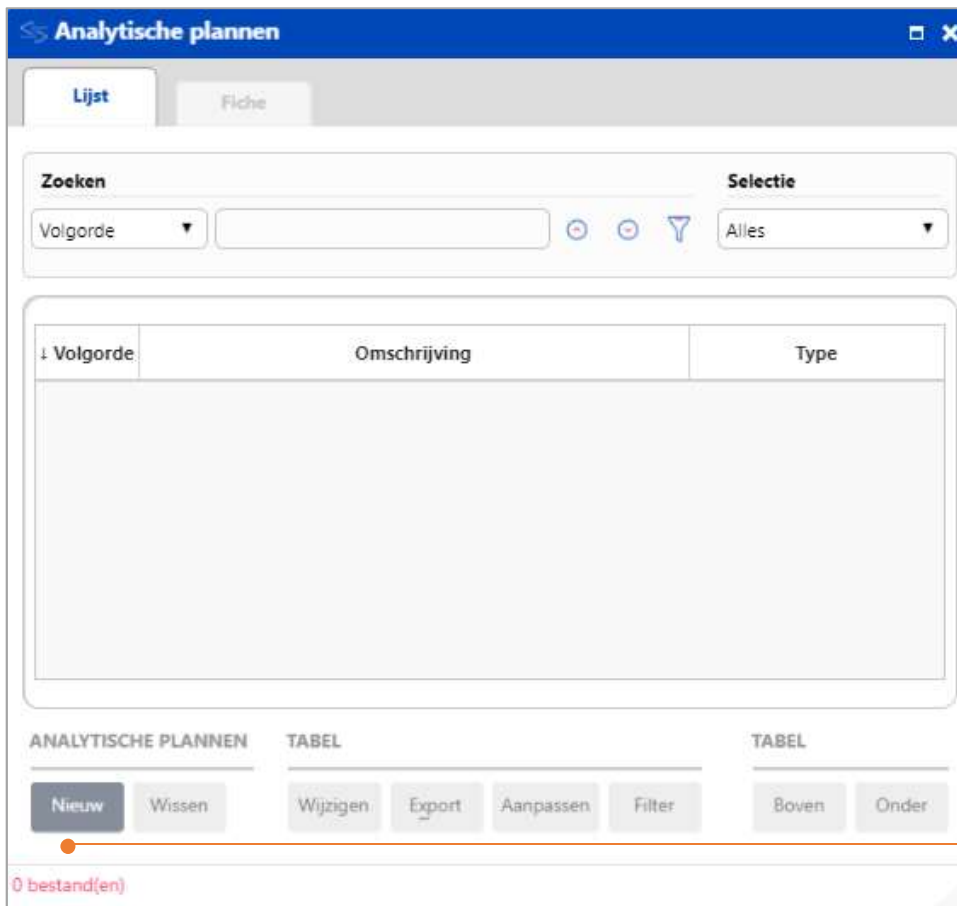 Analytische plannen
Lijst Fiche
Zoeken Selectie
Volgorde Alles
↓ Volgorde Omschrijving Type
ANALYTISCHE PLANNEN TABEL TABEL
Nieuw Wissen Wijzigen Export Aanpassen Filter Boven Onder
0 bestand(en)